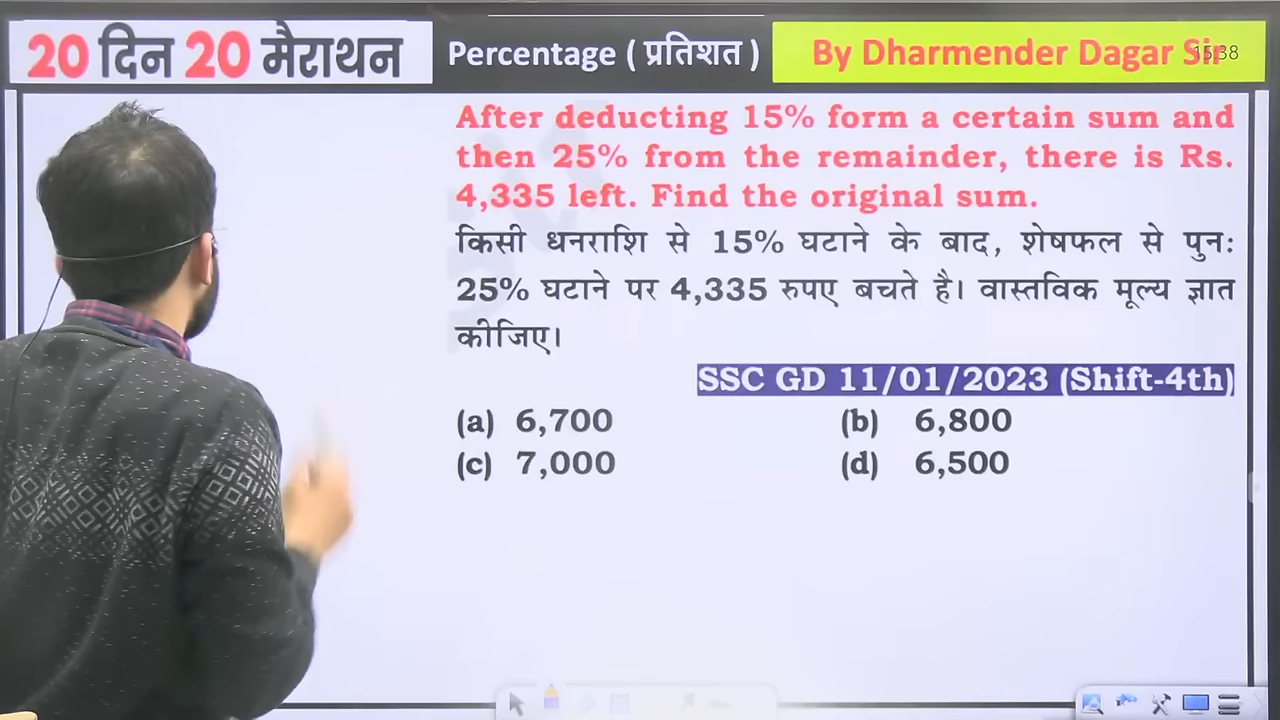 20 दिन 20 मैराथन
Percentage ( प्रतिशत )
By Dharmender Dagar Sir
15:38
After deducting 15% form a certain sum and
then 25% from the remainder, there is Rs.
4,335 left. Find the original sum.
किसी धनराशि से 15% घटाने के बाद, शेषफल से पुनः
25% घटाने पर 4,335 रुपए बचते है। वास्तविक मूल्य ज्ञात
कीजिए।
SSC GD 11/01/2023 (Shift-4th)
(a) 6,700 (b) 6,800
(c) 7,000 (d) 6,500